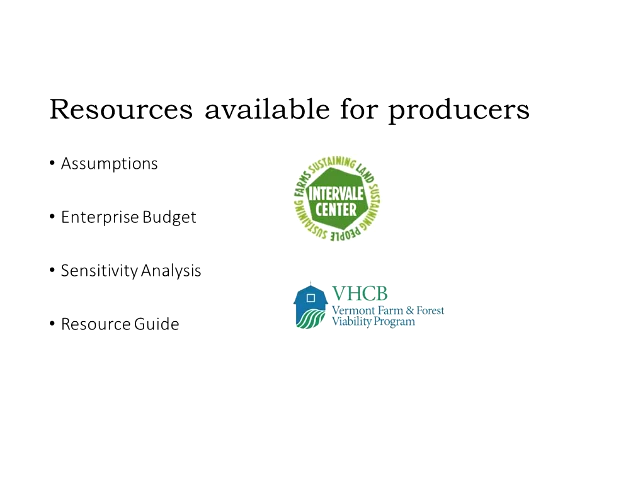 Resources available for producers
• Assumptions
• Enterprise Budget
• Sensitivity Analysis
• Resource Guide
SUSTAINING FARMS SUSTAINING LAND SUSTAINING PEOPLE
INTERVALE
CENTER
VHCB
Vermont Farm & Forest
Viability Program